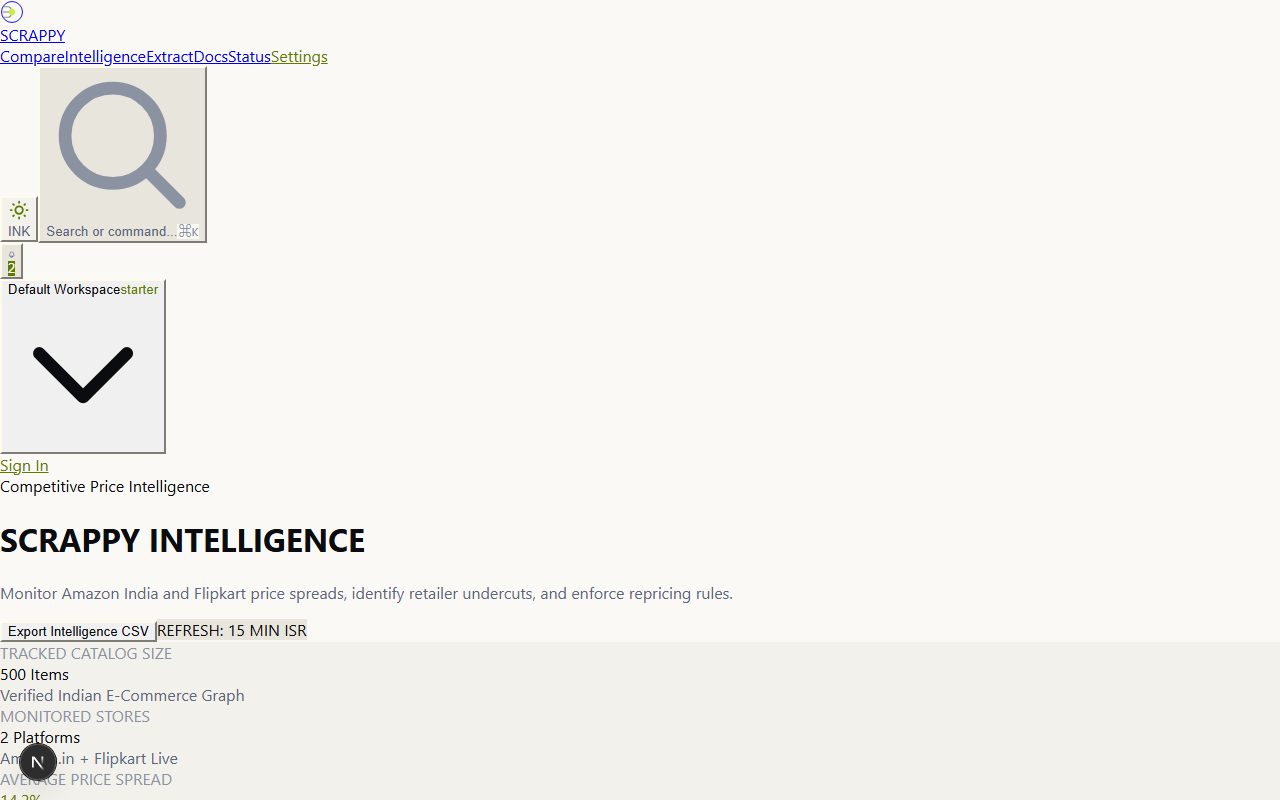 SCRAPPY
CompareIntelligenceExtractDocsStatusSettings
INK
Search or command...⌘K
2
Default Workspacestarter
Sign In
Competitive Price Intelligence
SCRAPPY INTELLIGENCE
Monitor Amazon India and Flipkart price spreads, identify retailer undercuts, and enforce repricing rules.
Export Intelligence CSV
REFRESH: 15 MIN ISR
TRACKED CATALOG SIZE
500 Items
Verified Indian E-Commerce Graph
MONITORED STORES
2 Platforms
.in + Flipkart Live
N
AVERAGE PRICE SPREAD